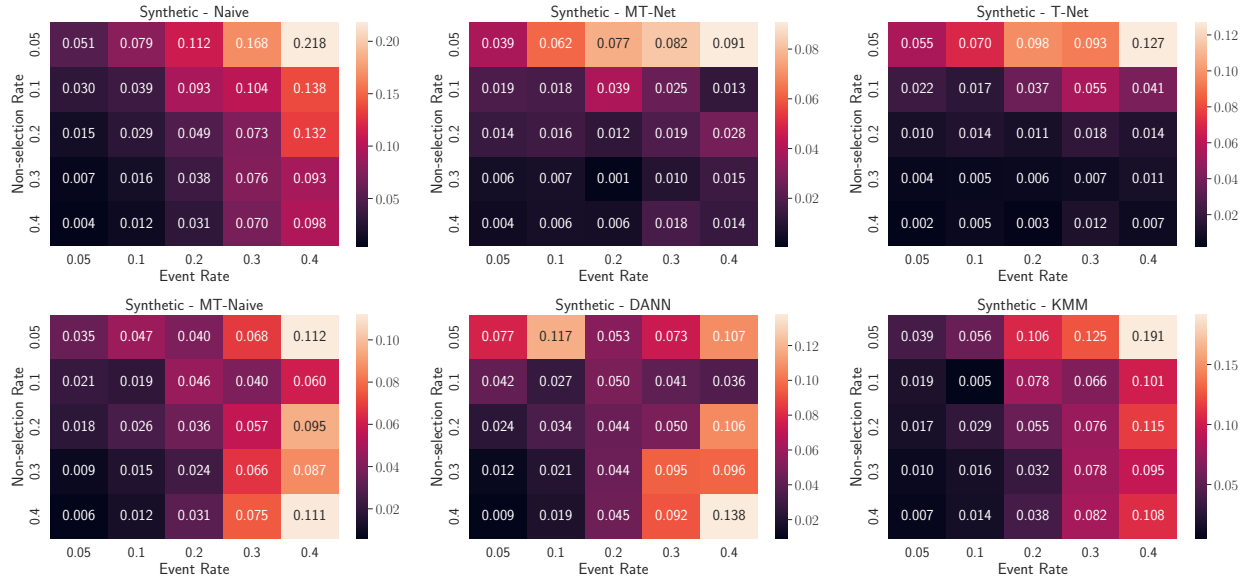 Synthetic - Naive
Non-selection Rate
0.05 0.051 0.079 0.112 0.168 0.218
0.1 0.030 0.039 0.093 0.104 0.138
0.2 0.015 0.029 0.049 0.073 0.132
0.3 0.007 0.016 0.038 0.076 0.093
0.4 0.004 0.012 0.031 0.070 0.098
0.05 0.1 0.2 0.3 0.4
Event Rate
0.20
0.15
0.10
0.05
Synthetic - MT-Net
Non-selection Rate
0.05 0.039 0.062 0.077 0.082 0.091
0.1 0.019 0.018 0.039 0.025 0.013
0.2 0.014 0.016 0.012 0.019 0.028
0.3 0.006 0.007 0.001 0.010 0.015
0.4 0.004 0.006 0.006 0.018 0.014
0.05 0.1 0.2 0.3 0.4
Event Rate
0.08
0.06
0.04
0.02
Synthetic - T-Net
Non-selection Rate
0.05 0.055 0.070 0.098 0.093 0.127
0.1 0.022 0.017 0.037 0.055 0.041
0.2 0.010 0.014 0.011 0.018 0.014
0.3 0.004 0.005 0.006 0.007 0.011
0.4 0.002 0.005 0.003 0.012 0.007
0.05 0.1 0.2 0.3 0.4
Event Rate
0.12
0.10
0.08
0.06
0.04
0.02
Synthetic - MT-Naive
Non-selection Rate
0.05 0.035 0.047 0.040 0.068 0.112
0.1 0.021 0.019 0.046 0.040 0.060
0.2 0.018 0.026 0.036 0.057 0.095
0.3 0.009 0.015 0.024 0.066 0.087
0.4 0.006 0.012 0.031 0.075 0.111
0.05 0.1 0.2 0.3 0.4
Event Rate
0.10
0.08
0.06
0.04
0.02
Synthetic - DANN
Non-selection Rate
0.05 0.077 0.117 0.053 0.073 0.107
0.1 0.042 0.027 0.050 0.041 0.036
0.2 0.024 0.034 0.044 0.050 0.106
0.3 0.012 0.021 0.044 0.095 0.096
0.4 0.009 0.019 0.045 0.092 0.138
0.05 0.1 0.2 0.3 0.4
Event Rate
0.12
0.10
0.08
0.06
0.04
0.02
Synthetic - KMM
Non-selection Rate
0.05 0.039 0.056 0.106 0.125 0.191
0.1 0.019 0.005 0.078 0.066 0.101
0.2 0.017 0.029 0.055 0.076 0.115
0.3 0.010 0.016 0.032 0.078 0.095
0.4 0.007 0.014 0.038 0.082 0.108
0.05 0.1 0.2 0.3 0.4
Event Rate
0.15
0.10
0.05